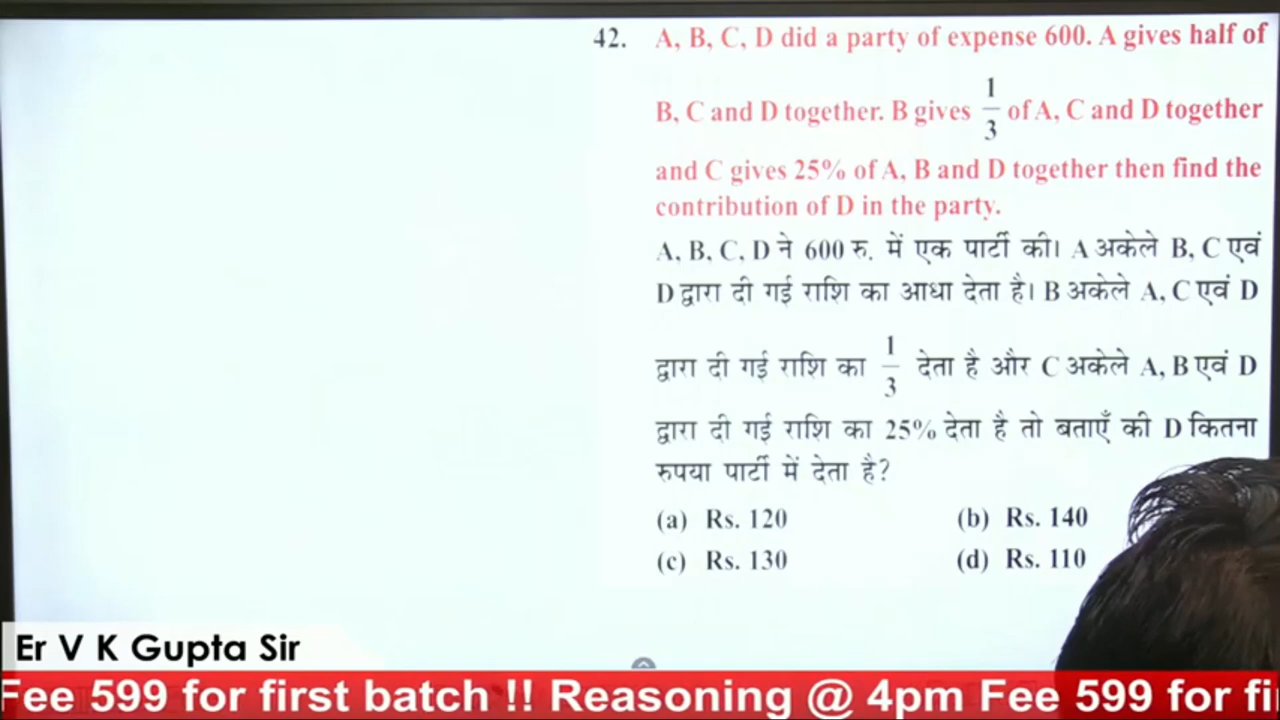 42. A, B, C, D did a party of expense 600. A gives half of
B, C and D together. B gives 1/3 of A, C and D together
and C gives 25% of A, B and D together then find the
contribution of D in the party.
A, B, C, D ने 600 रु. में एक पार्टी की। A अकेले B, C एवं
D द्वारा दी गई राशि का आधा देता है। B अकेले A, C एवं D
द्वारा दी गई राशि का 1/3 देता है और C अकेले A, B एवं D
द्वारा दी गई राशि का 25% देता है तो बताएँ की D कितना
रुपया पार्टी में देता है?
(a) Rs. 120 (b) Rs. 140
(c) Rs. 130 (d) Rs. 110
Er V K Gupta Sir
Fee 599 for first batch !! Reasoning @ 4pm Fee 599 for fi